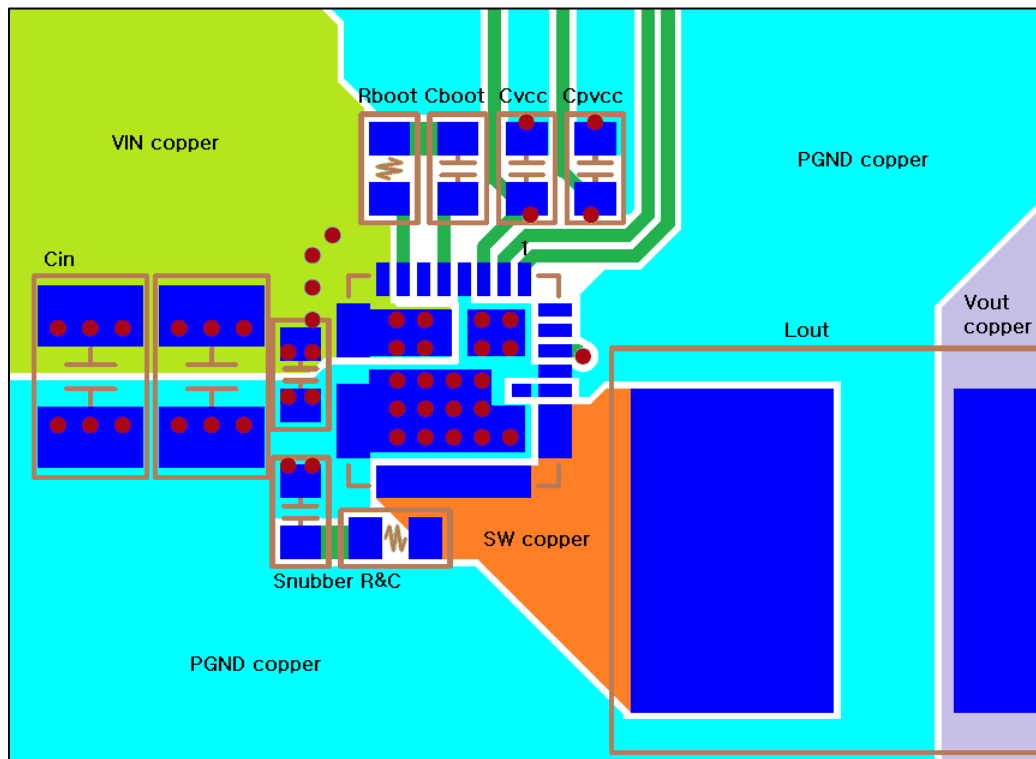 Rboot Cboot Cvcc Cpvcc
VIN copper
PGND copper
1
Cin
Vout
copper
Lout
SW copper
Snubber R&C
PGND copper